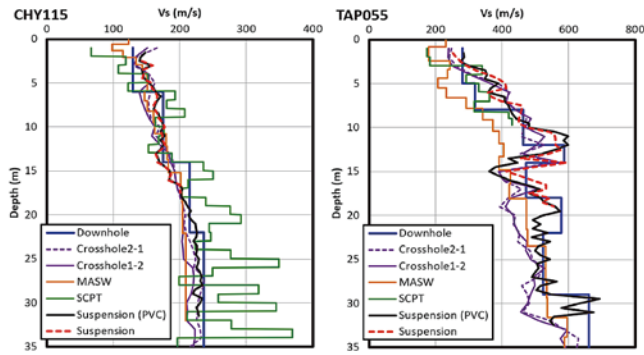 CHY115
Vs (m/s)
0 100 200 300 400
0
5
10
15
20
25
30
35
Depth (m)
Downhole
Crosshole2-1
Crosshole1-2
MASW
SCPT
Suspension (PVC)
Suspension
TAP055
Vs (m/s)
0 200 400 600 800
0
5
10
15
20
25
30
35
Depth (m)
Downhole
Crosshole2-1
Crosshole1-2
MASW
SCPT
Suspension (PVC)
Suspension